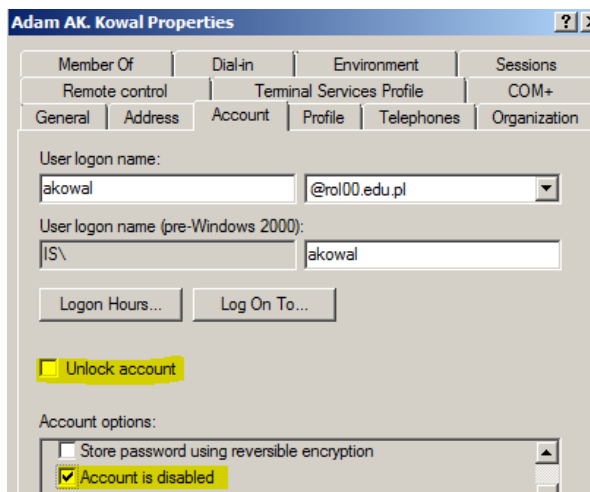 Adam AK. Kowal Properties ?
Member Of Dial-in Environment Sessions
Remote control Terminal Services Profile COM+
General Address Account Profile Telephones Organization
User logon name:
akowal @rol00.edu.pl
User logon name (pre-Windows 2000):
IS\ akowal
Logon Hours... Log On To...
Unlock account
Account options:
Store password using reversible encryption
Account is disabled